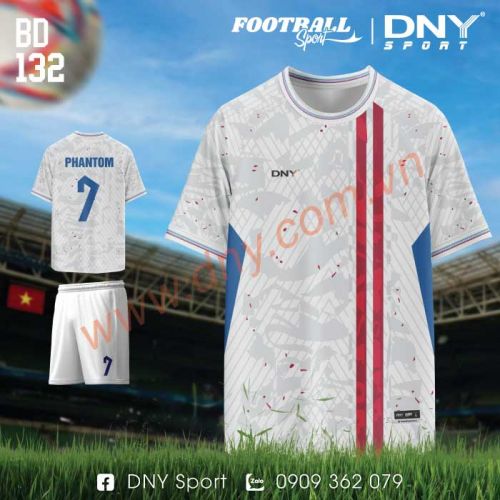 BD
132
FOOTBALL
Sport
DNY®
SPORT
PHANTOM
7
DNY
www.dny.com.vn
7
DNY Sport
Zalo
0909 362 079